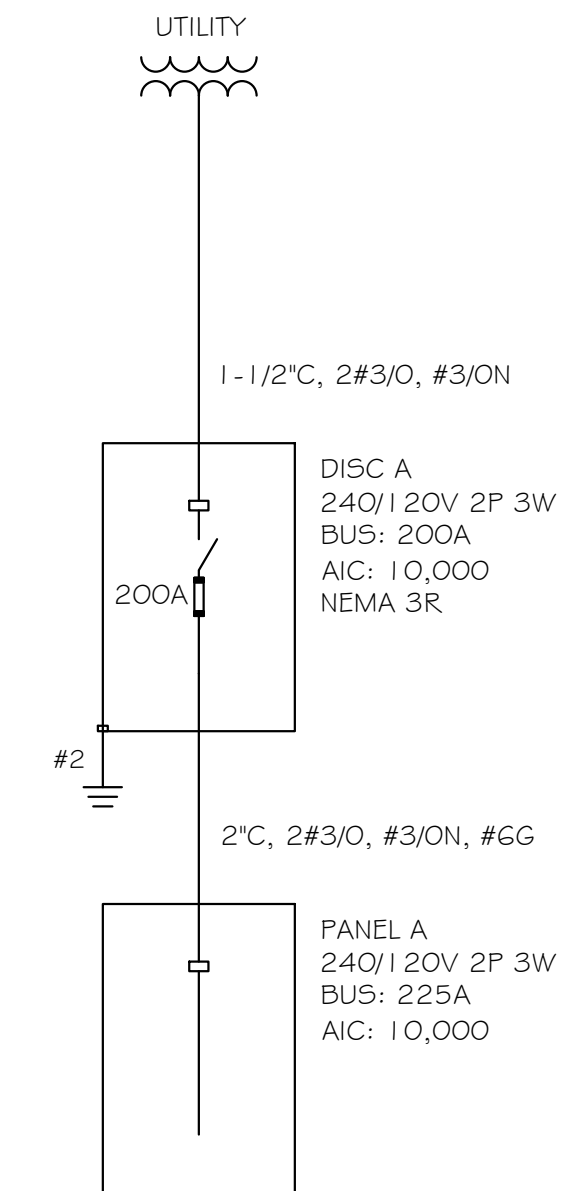 UTILITY
1-1/2"C, 2#3/0, #3/0N
DISC A
240/120V 2P 3W
BUS: 200A
AIC: 10,000
NEMA 3R
200A
#2
2"C, 2#3/0, #3/0N, #6G
PANEL A
240/120V 2P 3W
BUS: 225A
AIC: 10,000